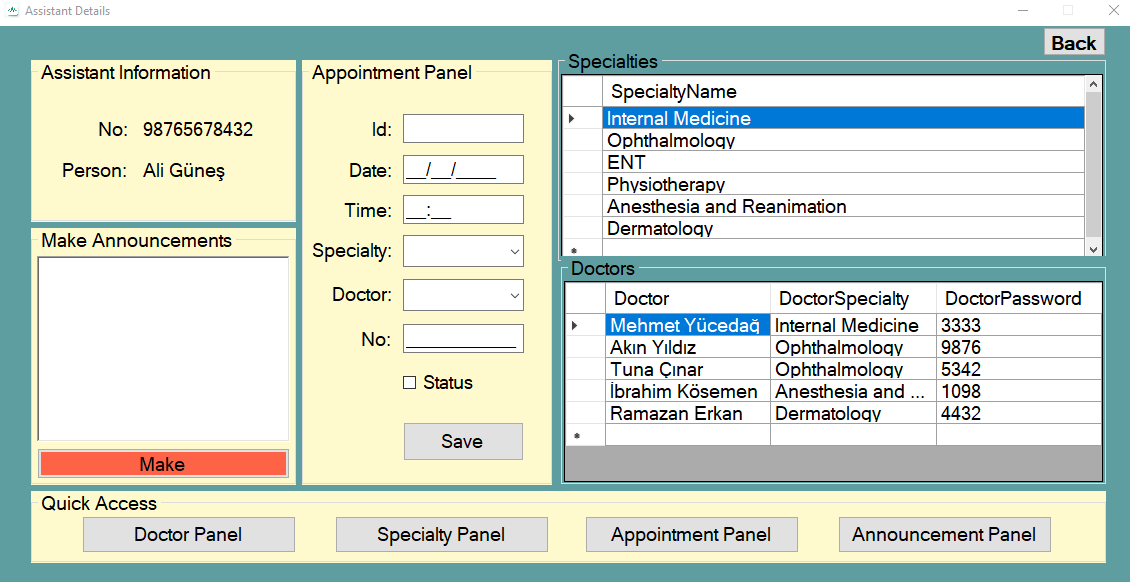 Assistant Details
Back
Assistant Information
No: 98765678432
Person: Ali Güneş
Make Announcements
Make
Appointment Panel
Id:
Date: __/__/____
Time: __:__
Specialty:
Doctor:
No: ___________
Status
Save
Specialties
SpecialtyName
Internal Medicine
Ophthalmology
ENT
Physiotherapy
Anesthesia and Reanimation
Dermatology
Doctors
Doctor DoctorSpecialty DoctorPassword
Mehmet Yücedağ Internal Medicine 3333
Akın Yıldız Ophthalmology 9876
Tuna Çınar Ophthalmology 5342
İbrahim Kösemen Anesthesia and ... 1098
Ramazan Erkan Dermatology 4432
Quick Access
Doctor Panel Specialty Panel Appointment Panel Announcement Panel